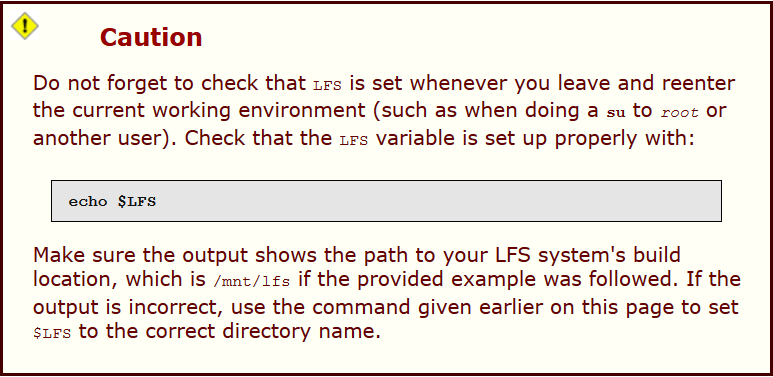 Caution
Do not forget to check that LFS is set whenever you leave and reenter
the current working environment (such as when doing a su to root or
another user). Check that the LFS variable is set up properly with:
echo $LFS
Make sure the output shows the path to your LFS system's build
location, which is /mnt/lfs if the provided example was followed. If the
output is incorrect, use the command given earlier on this page to set
$LFS to the correct directory name.